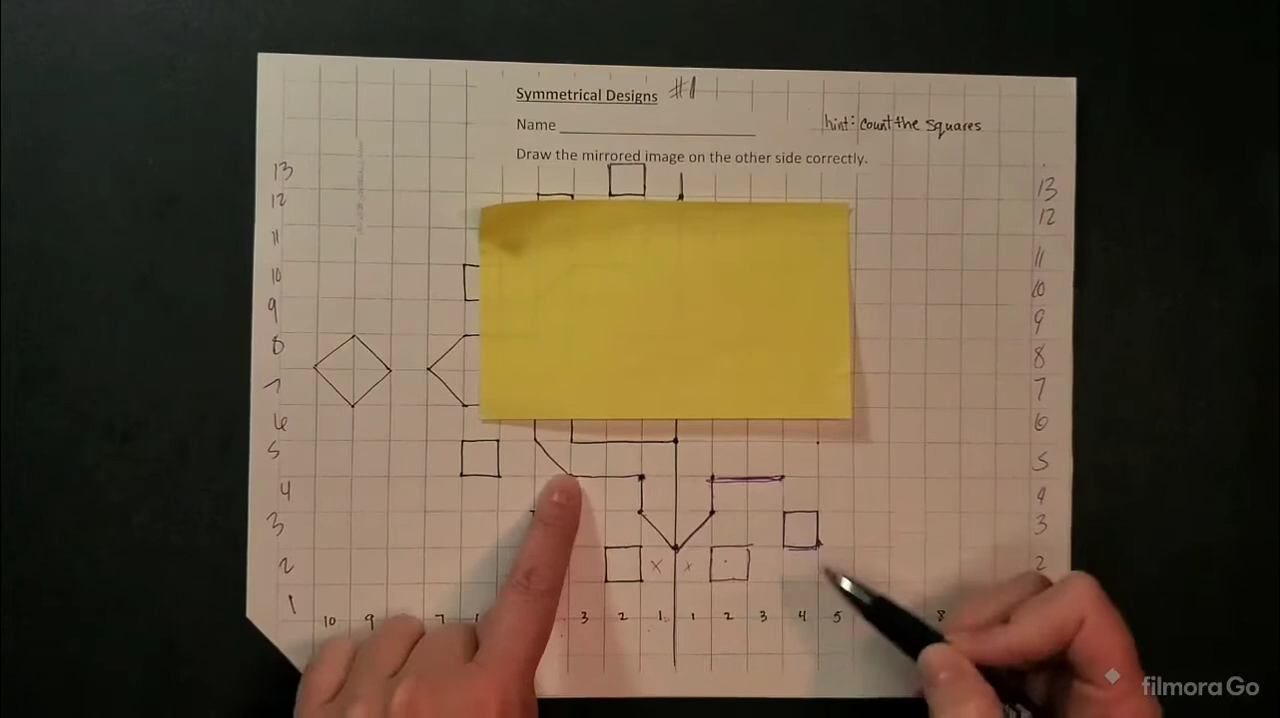 Symmetrical Designs #1
Name
hint: count the squares
Draw the mirrored image on the other side correctly.
13 13
12 12
11 11
10 10
9 9
8 8
7 7
6 6
5 5
4 4
3 3
2 x x 2
1
10 9 7 3 2 1 1 2 3 4 5 8
filmora Go